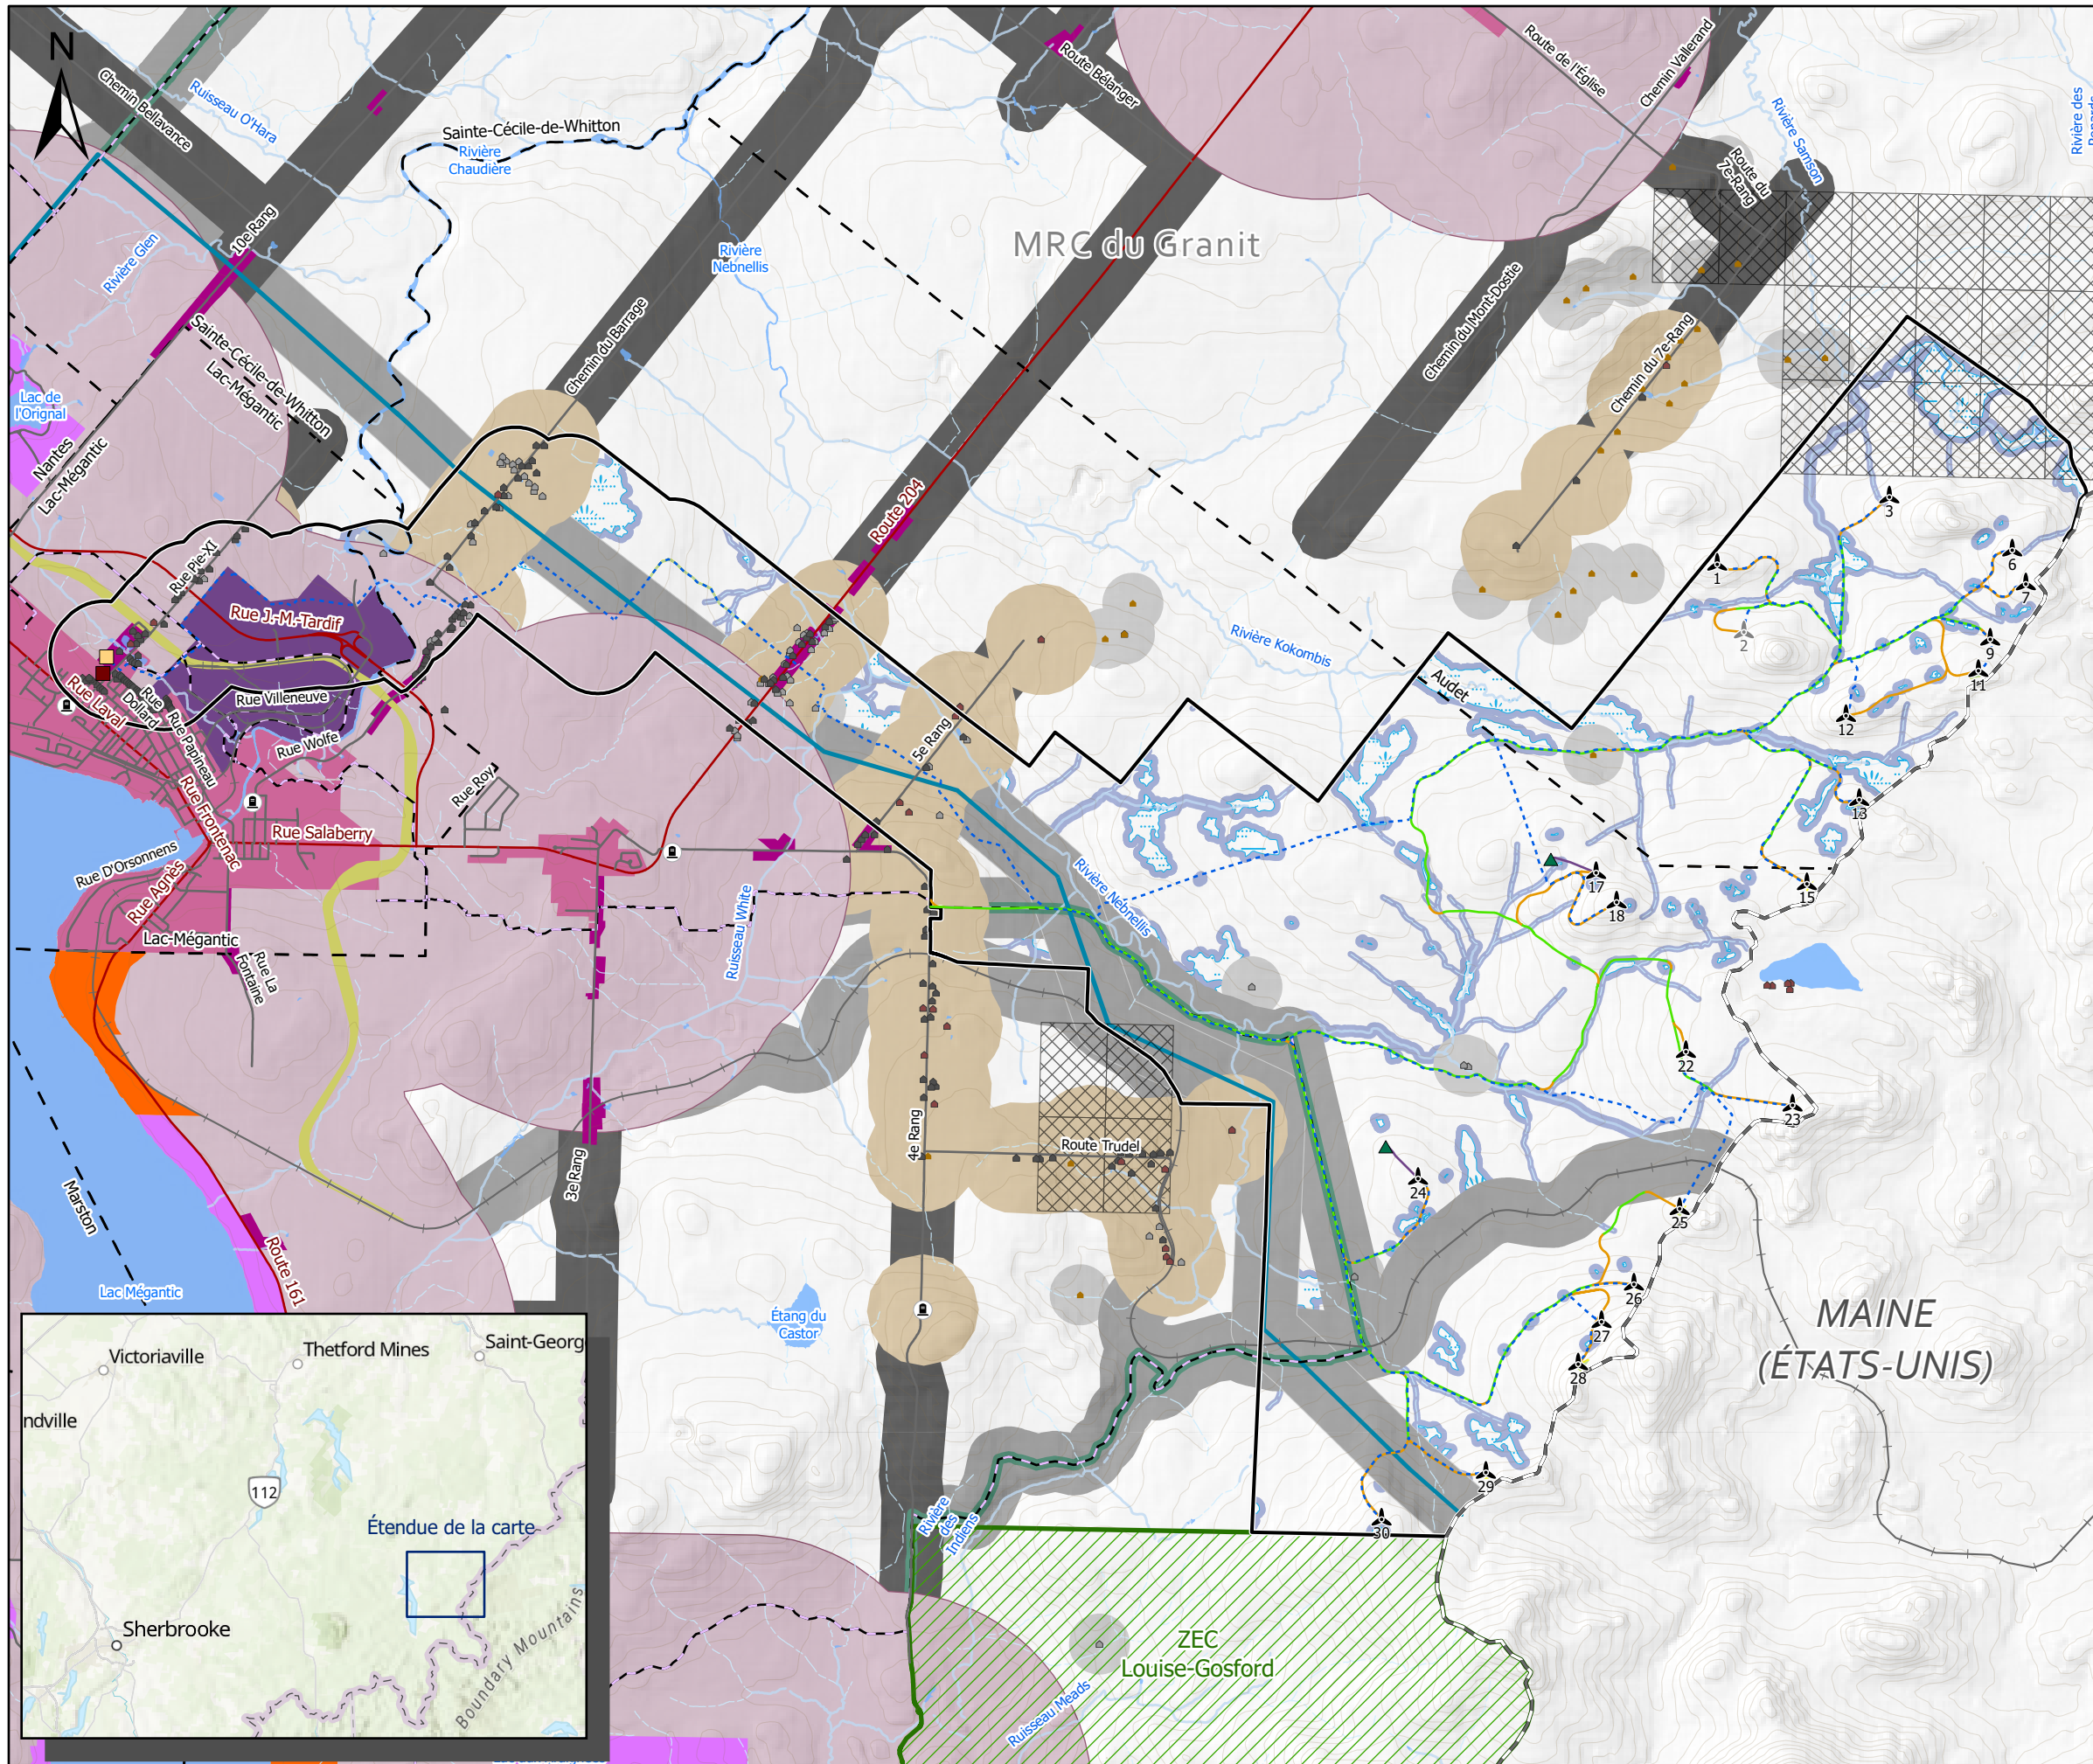 N
Chemin Bellavance
Ruisseau O'Hara
Sainte-Cécile-de-Whitton
Rivière
Chaudière
Route Bélanger
Route de l'Église
Chemin Vallerand
Rivière Samson
Rivière des
Route du
7e-Rang
10e Rang
Rivière Glen
Rivière
Nebnellis
MRC du Granit
Chemin du Barrage
Chemin du Mont-Dostie
Chemin du 7e-Rang
Sainte-Cécile-de-Whitton
Lac-Mégantic
Lac de
l'Orignal
Nantes
Lac-Mégantic
Route 204
3
6
1
7
2
9
11
12
Rue Pie-XI
Rue J.-M.-Tardif
Rivière Kokombis
Audet
Rue Laval
Rue
Dollard
Rue Papineau
Rue Villeneuve
Rue Wolfe
5e Rang
Rue Roy
Rue Frontenac
Rue Salaberry
Rue D'Orsonnens
Rue Agnès
13
17
18
15
Rivière Nebnellis
Ruisseau White
Lac-Mégantic
Rue La
Fontaine
22
23
Marston
3e Rang
4e Rang
Route Trudel
24
25
Route 161
Lac Mégantic
Étang du
Castor
26
27
28
MAINE
(ÉTATS-UNIS)
29
30
Rivière
des
Indiens
ZEC
Louise-Gosford
Ruisseau Meads
Victoriaville
Thetford Mines
Saint-Georg
ndville
112
Étendue de la carte
Sherbrooke
Boundary Mountains